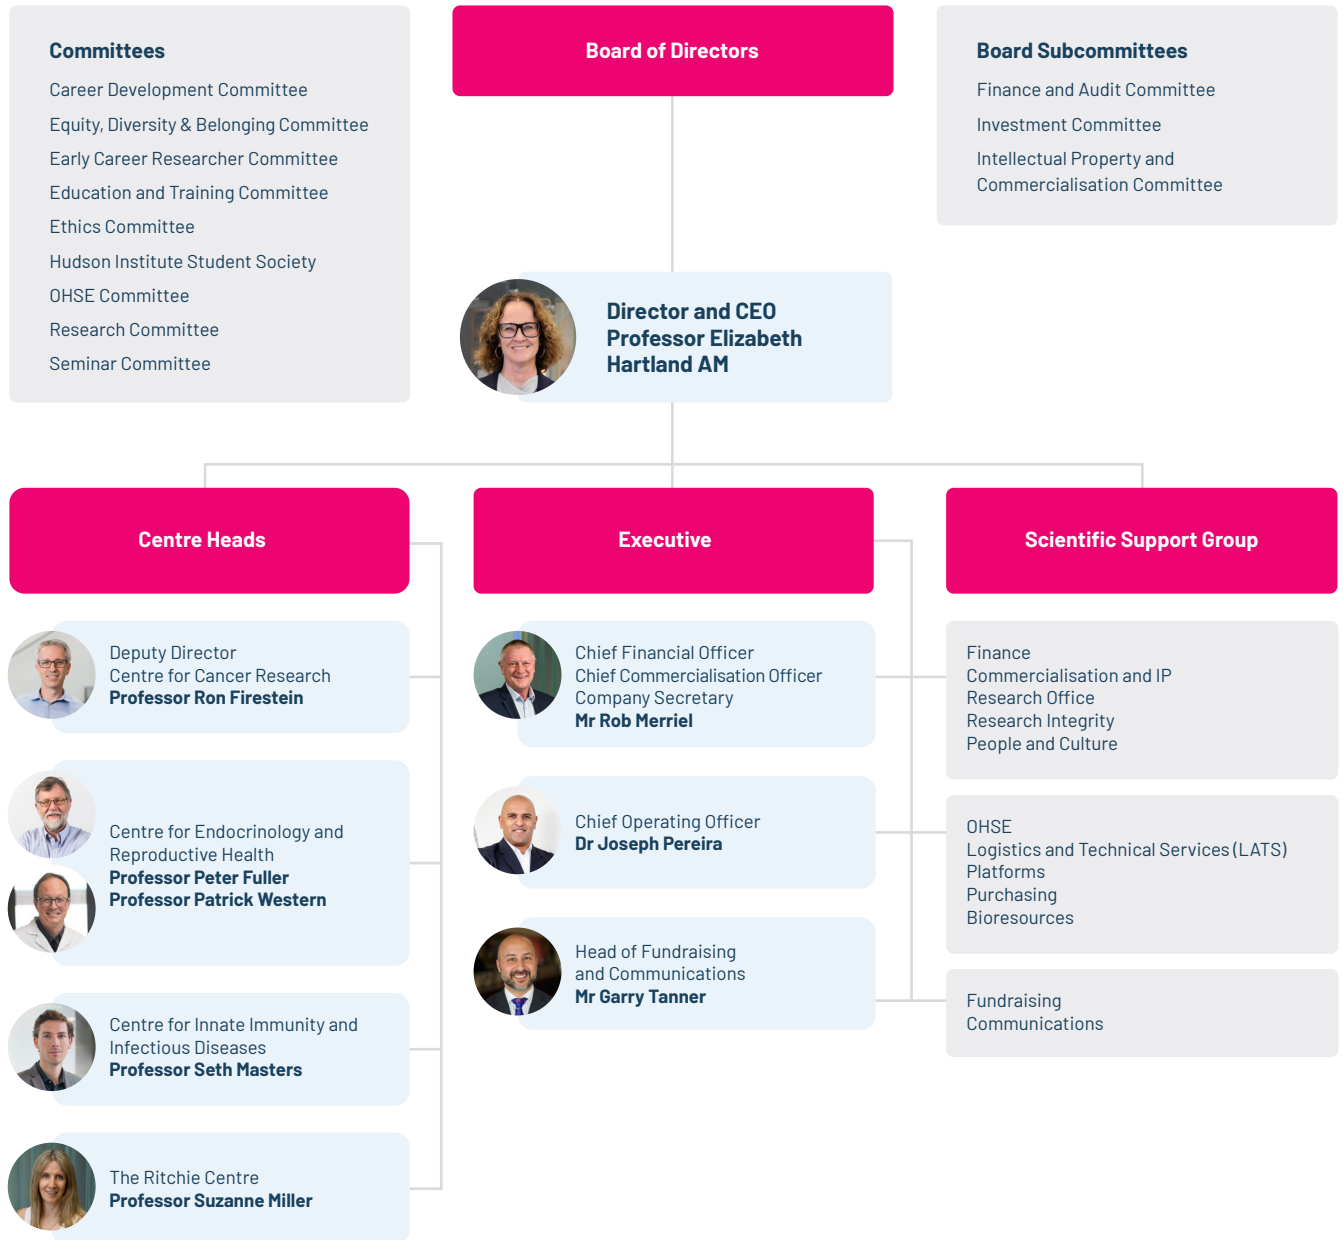 Committees
Career Development Committee
Equity, Diversity & Belonging Committee
Early Career Researcher Committee
Education and Training Committee
Ethics Committee
Hudson Institute Student Society
OHSE Committee
Research Committee
Seminar Committee
Board of Directors
Board Subcommittees
Finance and Audit Committee
Investment Committee
Intellectual Property and
Commercialisation Committee
Director and CEO
Professor Elizabeth
Hartland AM
Centre Heads
Deputy Director
Centre for Cancer Research
Professor Ron Firestein
Centre for Endocrinology and
Reproductive Health
Professor Peter Fuller
Professor Patrick Western
Centre for Innate Immunity and
Infectious Diseases
Professor Seth Masters
The Ritchie Centre
Professor Suzanne Miller
Executive
Chief Financial Officer
Chief Commercialisation Officer
Company Secretary
Mr Rob Merriel
Chief Operating Officer
Dr Joseph Pereira
Head of Fundraising
and Communications
Mr Garry Tanner
Scientific Support Group
Finance
Commercialisation and IP
Research Office
Research Integrity
People and Culture
OHSE
Logistics and Technical Services (LATS)
Platforms
Purchasing
Bioresources
Fundraising
Communications